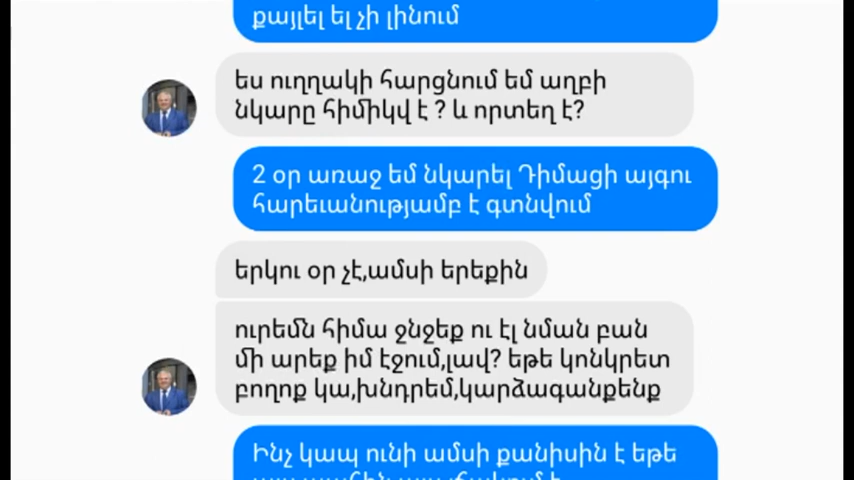 քայլել ել չի լինում
ես ուղղակի հարցնում եմ աղբի
նկարը հիմիկվ է ? և որտեղ է?
2 օր առաջ եմ նկարել Դիմացի այգու
հարեւանությամբ է գտնվում
երկու օր չէ,ամսի երեքին
ուրեմն հիմա ջնջեք ու էլ նման բան
մի արեք իմ էջում,լավ? եթե կոնկրետ
բողոք կա,խնդրեմ,կարձագանքենք
Ինչ կապ ունի ամսի քանիսին է եթե